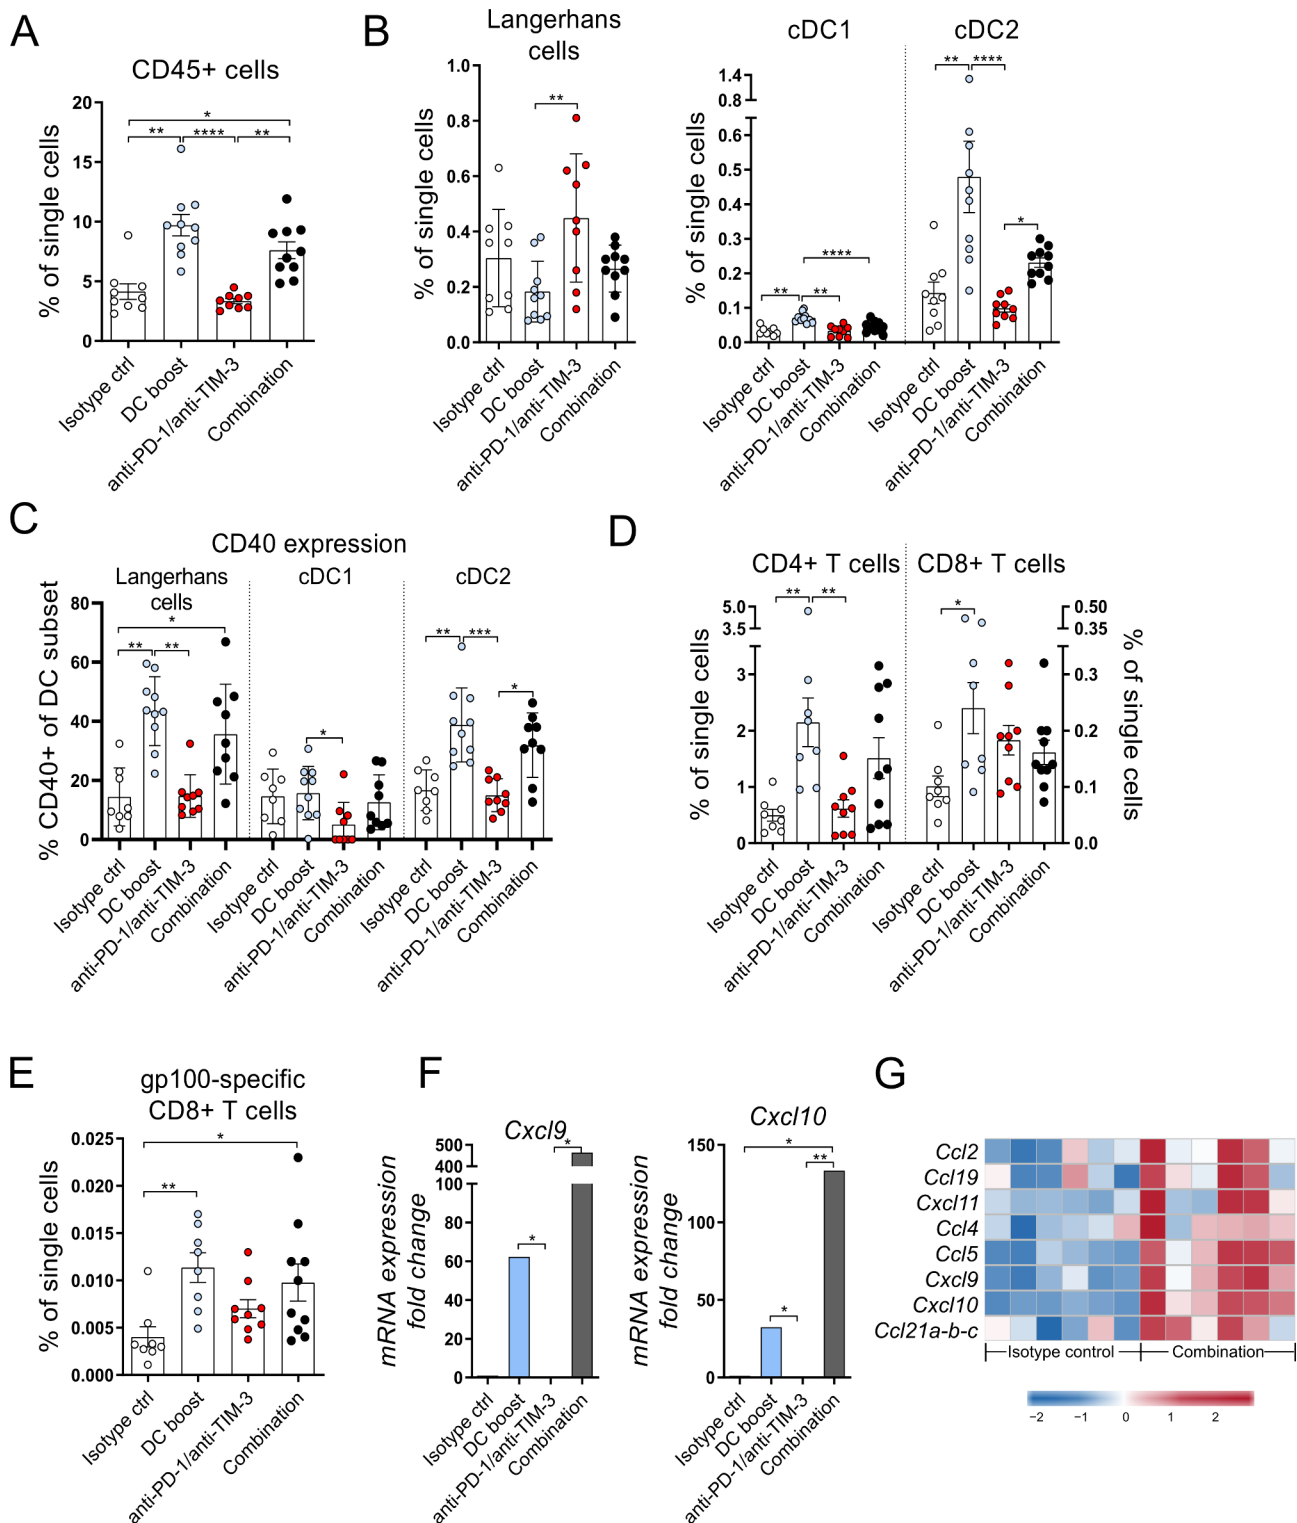 A
CD45+ cells
% of single cells
20
15
10
5
0
*
** **** **
Isotype ctrl
DC boost
anti-PD-1/anti-TIM-3
Combination
B
Langerhans
cells
% of single cells
1.0
0.8
0.6
0.4
0.2
0.0
**
Isotype ctrl
DC boost
anti-PD-1/anti-TIM-3
Combination
cDC1
cDC2
% of single cells
1.4
0.8
0.6
0.5
0.4
0.3
0.2
0.1
0.0
****
** **
** ****
*
Isotype ctrl
DC boost
anti-PD-1/anti-TIM-3
Combination
Isotype ctrl
DC boost
anti-PD-1/anti-TIM-3
Combination
C
CD40 expression
Langerhans
cells
cDC1
cDC2
% CD40+ of DC subset
80
60
40
20
0
*
** **
*
** ***
*
Isotype ctrl
DC boost
anti-PD-1/anti-TIM-3
Combination
Isotype ctrl
DC boost
anti-PD-1/anti-TIM-3
Combination
Isotype ctrl
DC boost
anti-PD-1/anti-TIM-3
Combination
D
CD4+ T cells
CD8+ T cells
% of single cells
5.0
3.5
3
2
1
0
** **
*
0.50
0.35
0.3
0.2
0.1
0.0
% of single cells
Isotype ctrl
DC boost
anti-PD-1/anti-TIM-3
Combination
Isotype ctrl
DC boost
anti-PD-1/anti-TIM-3
Combination
E
gp100-specific
CD8+ T cells
% of single cells
0.025
0.020
0.015
0.010
0.005
0.000
*
**
Isotype ctrl
DC boost
anti-PD-1/anti-TIM-3
Combination
F
Cxcl9
mRNA expression
fold change
500
400
100
80
60
40
20
0
*
*
Isotype ctrl
DC boost
anti-PD-1/anti-TIM-3
Combination
Cxcl10
mRNA expression
fold change
150
100
50
0
*
**
*
Isotype ctrl
DC boost
anti-PD-1/anti-TIM-3
Combination
G
Ccl2
Ccl19
Cxcl11
Ccl4
Ccl5
Cxcl9
Cxcl10
Ccl21a-b-c
Isotype control
Combination
−2 −1 0 1 2